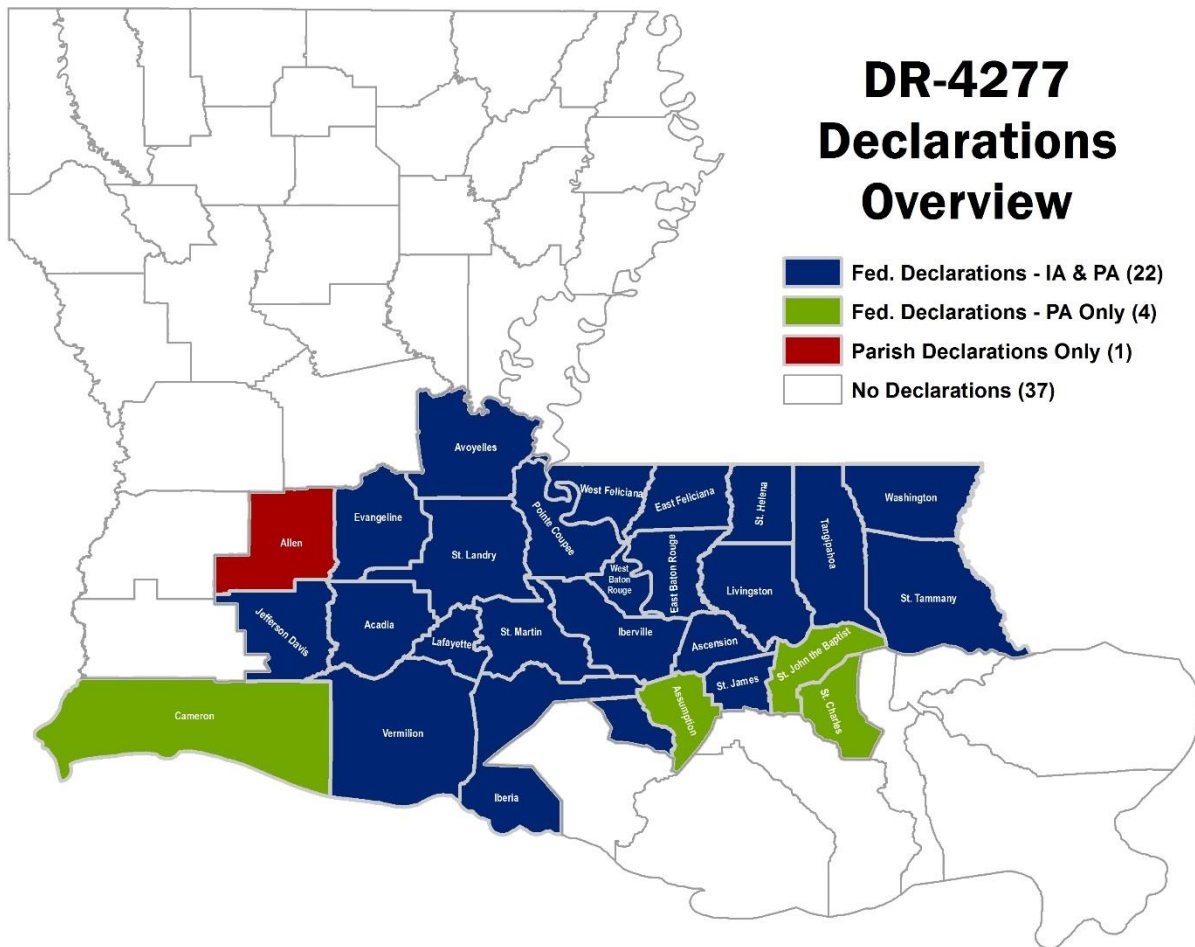 DR-4277
Declarations
Overview
Fed. Declarations - IA & PA (22)
Fed. Declarations - PA Only (4)
Parish Declarations Only (1)
No Declarations (37)
Avoyelles
West Feliciana
East Feliciana
St. Helena
Tangipahoa
Washington
Evangeline
Pointe Coupee
Allen
St. Landry
West
Baton
Rouge
East Baton Rouge
Livingston
St. Tammany
Jefferson Davis
Acadia
Lafayette
St. Martin
Iberville
Ascension
St. John the Baptist
St. James
Assumption
St. Charles
Cameron
Vermilion
Iberia